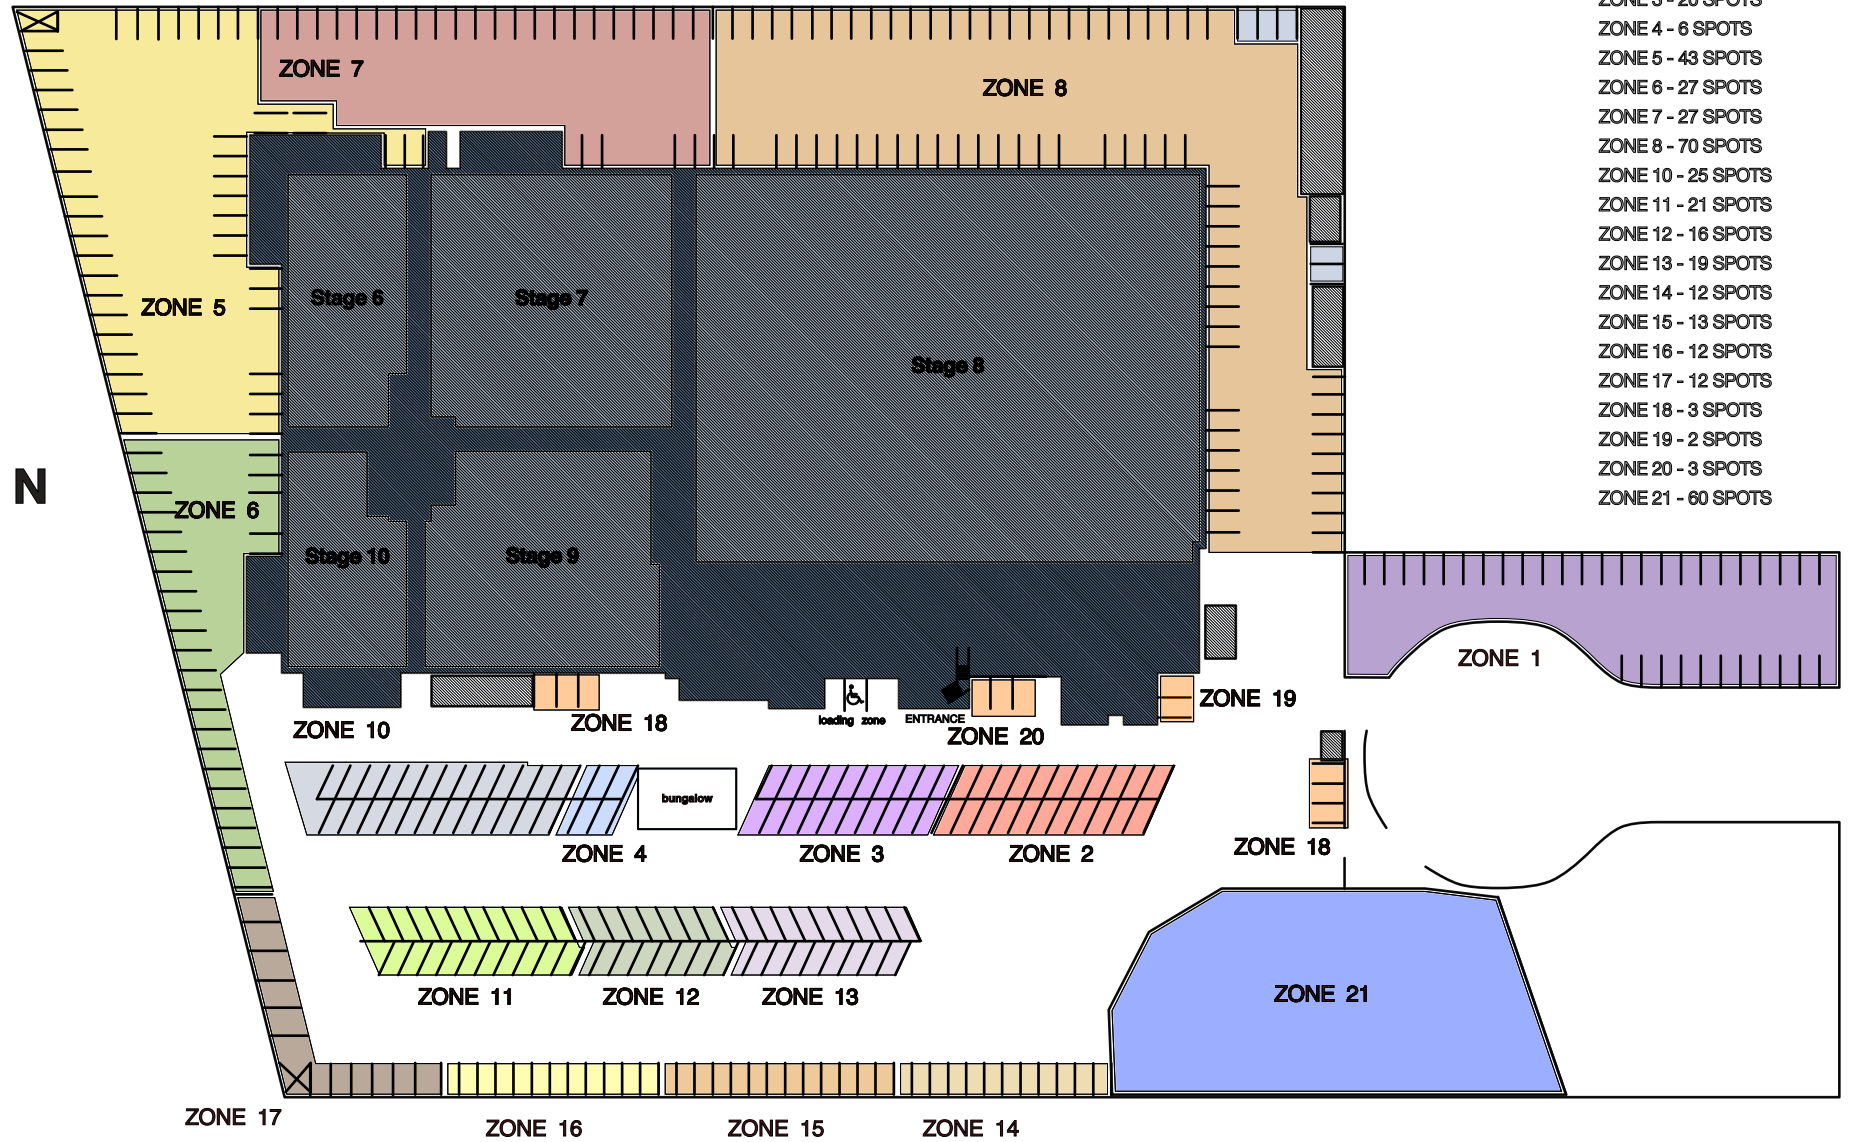 ZONE 3 - 20 SPOTS
ZONE 4 - 6 SPOTS
ZONE 5 - 43 SPOTS
ZONE 6 - 27 SPOTS
ZONE 7 - 27 SPOTS
ZONE 8 - 70 SPOTS
ZONE 10 - 25 SPOTS
ZONE 11 - 21 SPOTS
ZONE 12 - 16 SPOTS
ZONE 13 - 19 SPOTS
ZONE 14 - 12 SPOTS
ZONE 15 - 13 SPOTS
ZONE 16 - 12 SPOTS
ZONE 17 - 12 SPOTS
ZONE 18 - 3 SPOTS
ZONE 19 - 2 SPOTS
ZONE 20 - 3 SPOTS
ZONE 21 - 60 SPOTS
ZONE 7
ZONE 8
Stage 6
Stage 7
ZONE 5
Stage 8
N
ZONE 6
Stage 10
Stage 9
ZONE 1
ZONE 19
loading zone
ENTRANCE
ZONE 10
ZONE 18
ZONE 20
bungalow
ZONE 4
ZONE 3
ZONE 2
ZONE 18
ZONE 11
ZONE 12
ZONE 13
ZONE 21
ZONE 17
ZONE 16
ZONE 15
ZONE 14